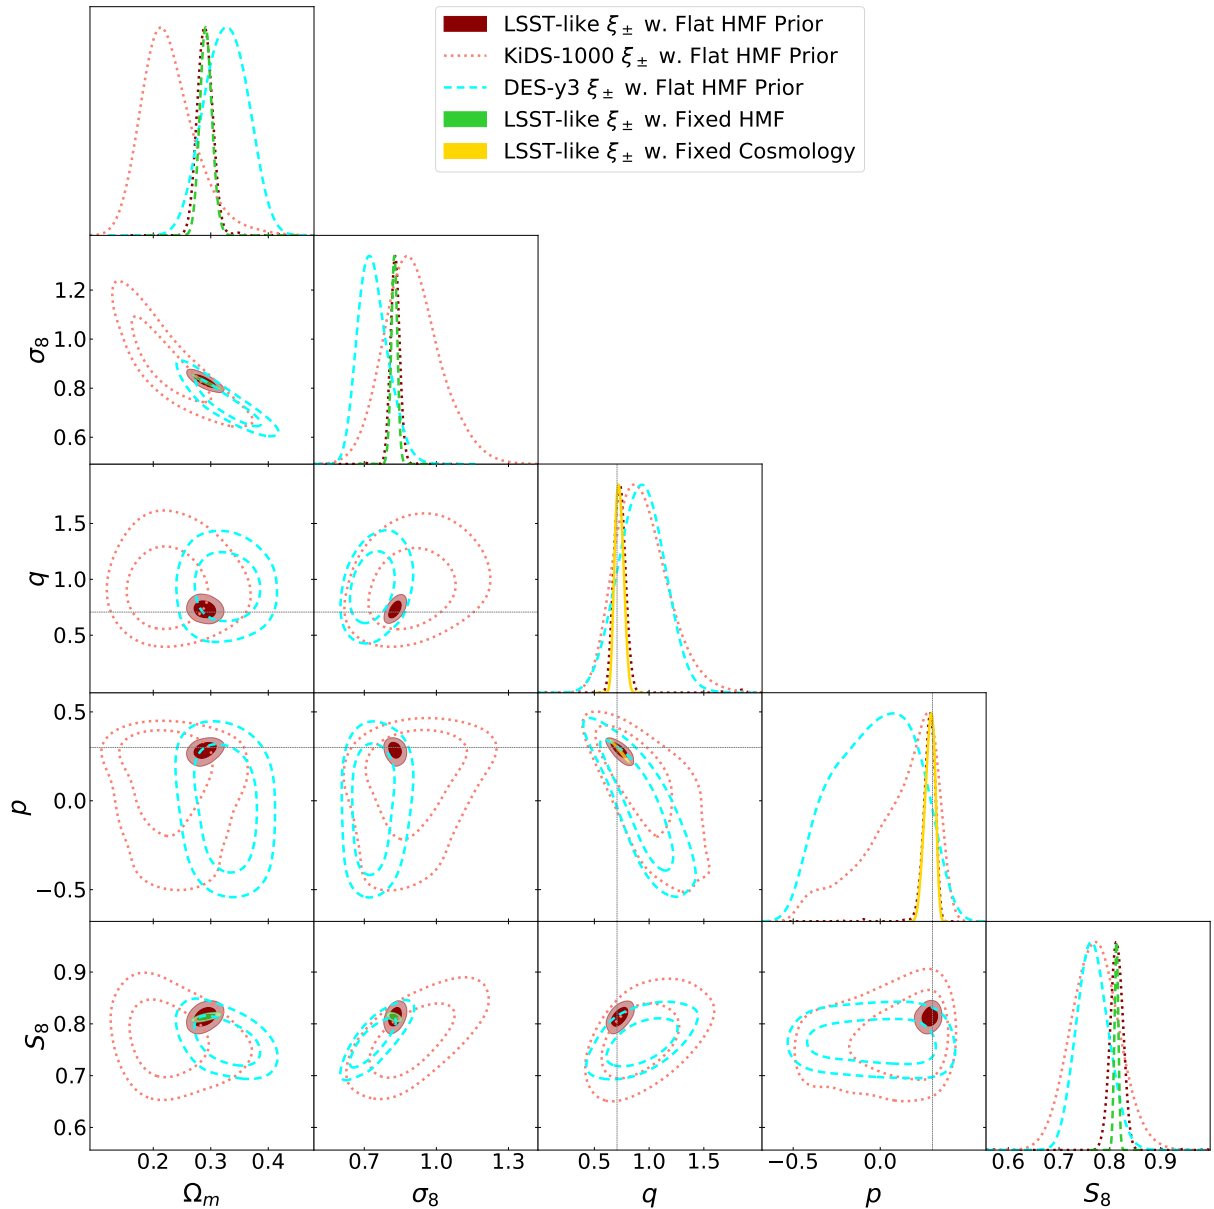 LSST-like ξ± w. Flat HMF Prior
KiDS-1000 ξ± w. Flat HMF Prior
DES-y3 ξ± w. Flat HMF Prior
LSST-like ξ± w. Fixed HMF
LSST-like ξ± w. Fixed Cosmology
1.2
1.0
0.8
0.6
σ8
1.5
1.0
0.5
q
0.5
0.0
−0.5
p
0.9
0.8
0.7
0.6
S8
0.2 0.3 0.4 0.7 1.0 1.3 0.5 1.0 1.5 −0.5 0.0 0.6 0.7 0.8 0.9
Ωm σ8 q p S8